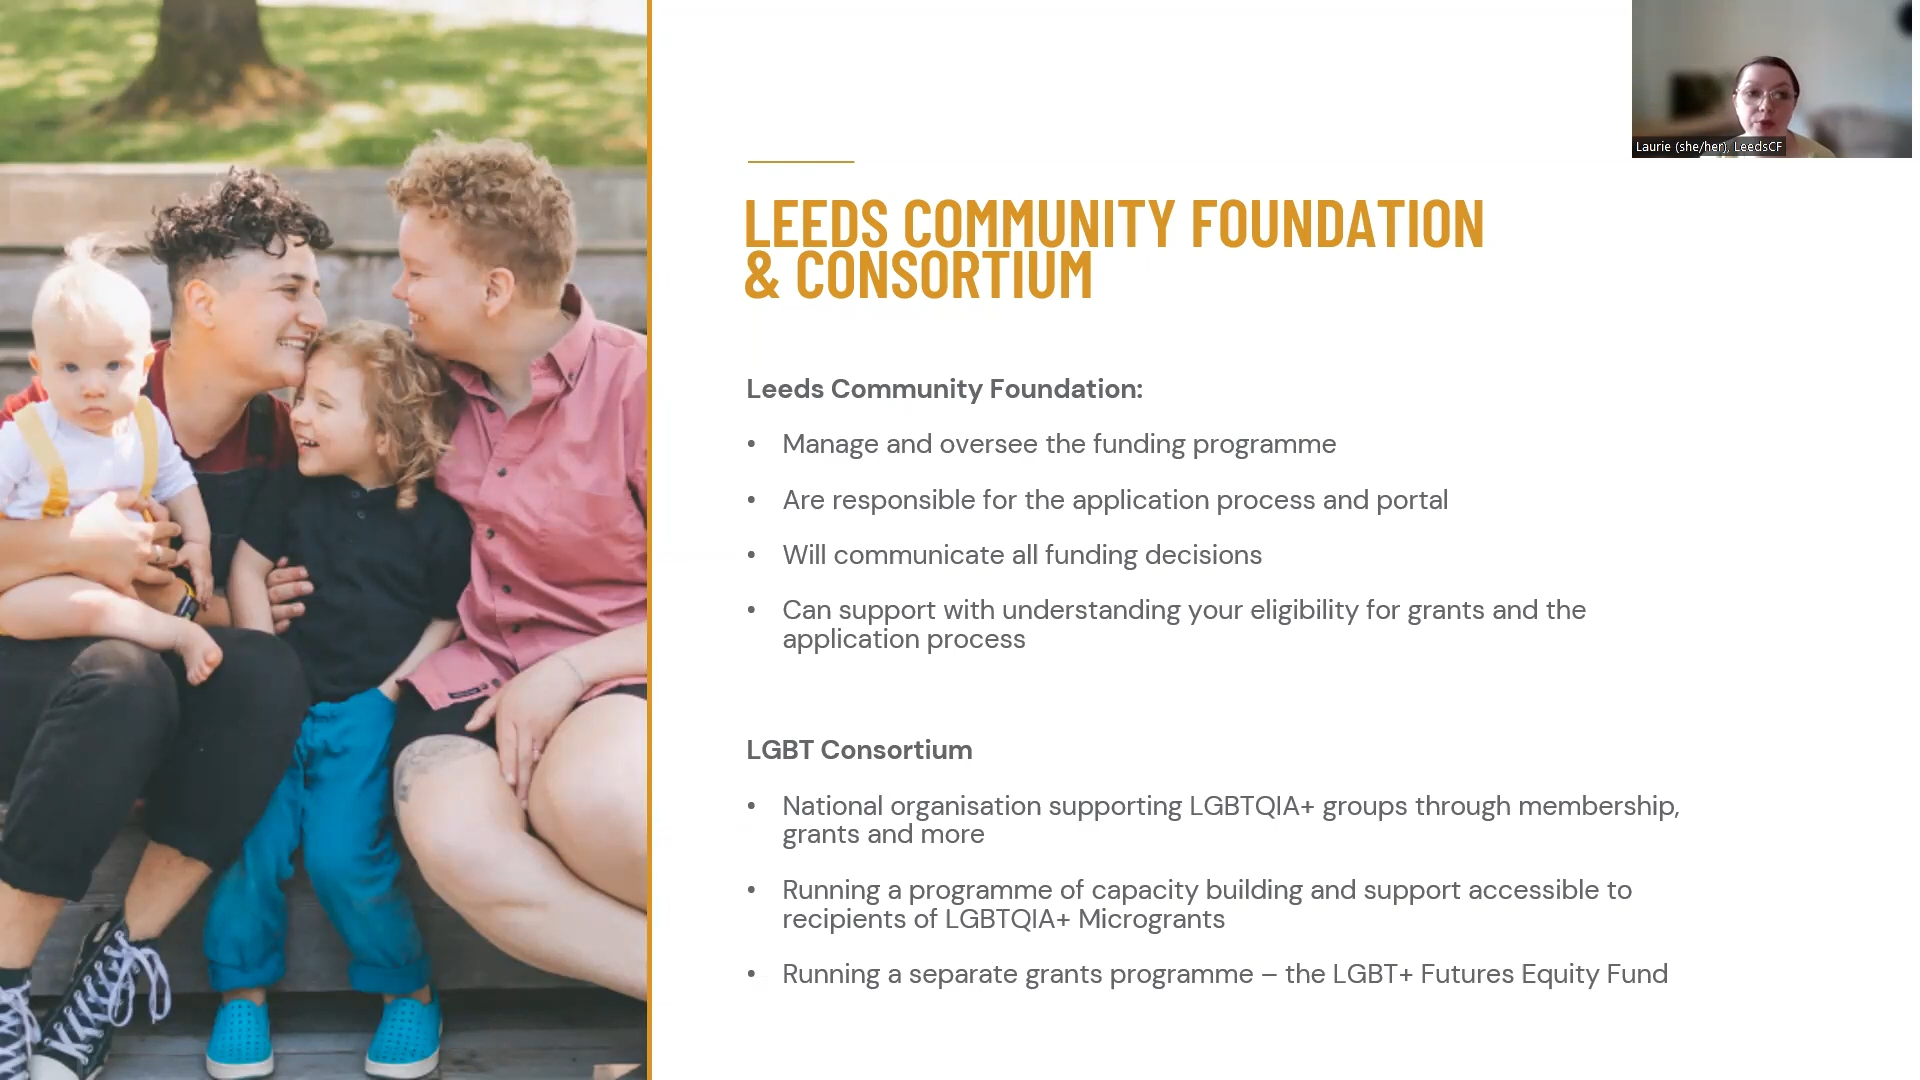 Laurie (she/her), LeedsCF
LEEDS COMMUNITY FOUNDATION
& CONSORTIUM
Leeds Community Foundation:
• Manage and oversee the funding programme
• Are responsible for the application process and portal
• Will communicate all funding decisions
• Can support with understanding your eligibility for grants and the
application process
LGBT Consortium
• National organisation supporting LGBTQIA+ groups through membership,
grants and more
• Running a programme of capacity building and support accessible to
recipients of LGBTQIA+ Microgrants
• Running a separate grants programme – the LGBT+ Futures Equity Fund